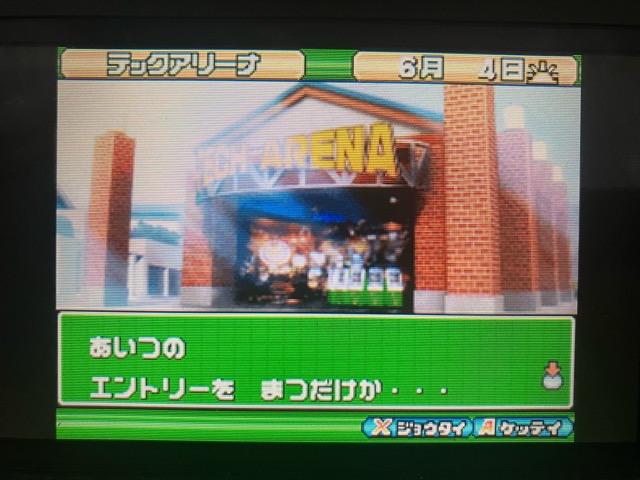 テックアリーナ
6月 4日
TECH ARENA
あいつの
エントリーを まつだけか・・・
X ジョウタイ A ケッテイ